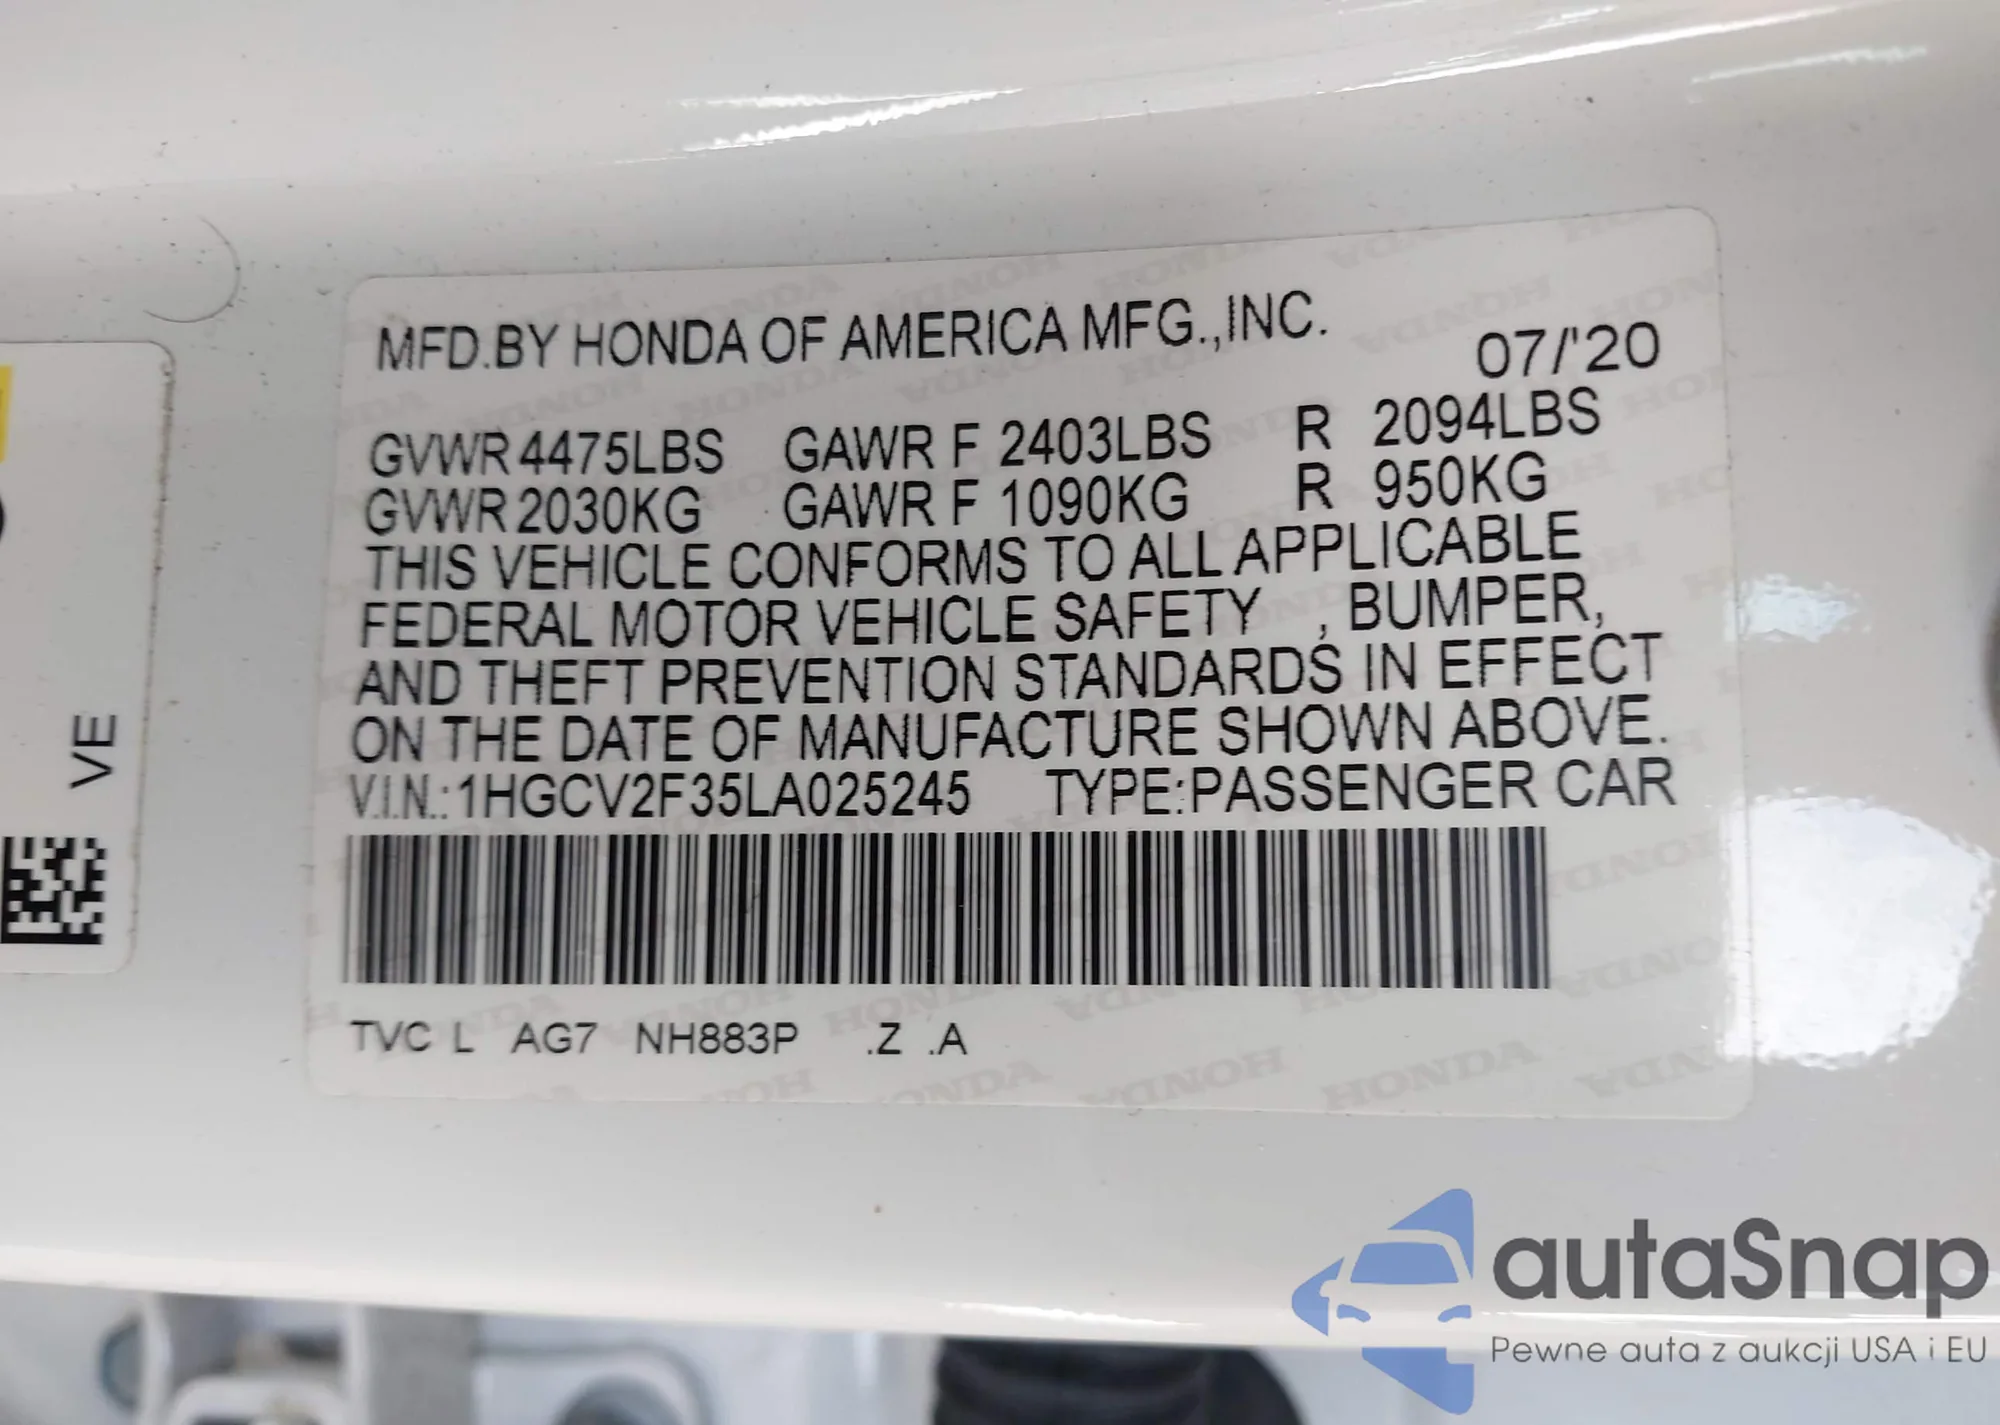 MFD.BY HONDA OF AMERICA MFG.,INC.
07/'20
GVWR 4475LBS GAWR F 2403LBS R 2094LBS
GVWR 2030KG GAWR F 1090KG R 950KG
THIS VEHICLE CONFORMS TO ALL APPLICABLE
FEDERAL MOTOR VEHICLE SAFETY , BUMPER,
AND THEFT PREVENTION STANDARDS IN EFFECT
ON THE DATE OF MANUFACTURE SHOWN ABOVE.
V.I.N.:1HGCV2F35LA025245 TYPE:PASSENGER CAR
TVC L AG7 NH883P .Z .A
VE
autaSnap
Pewne auta z aukcji USA i EU